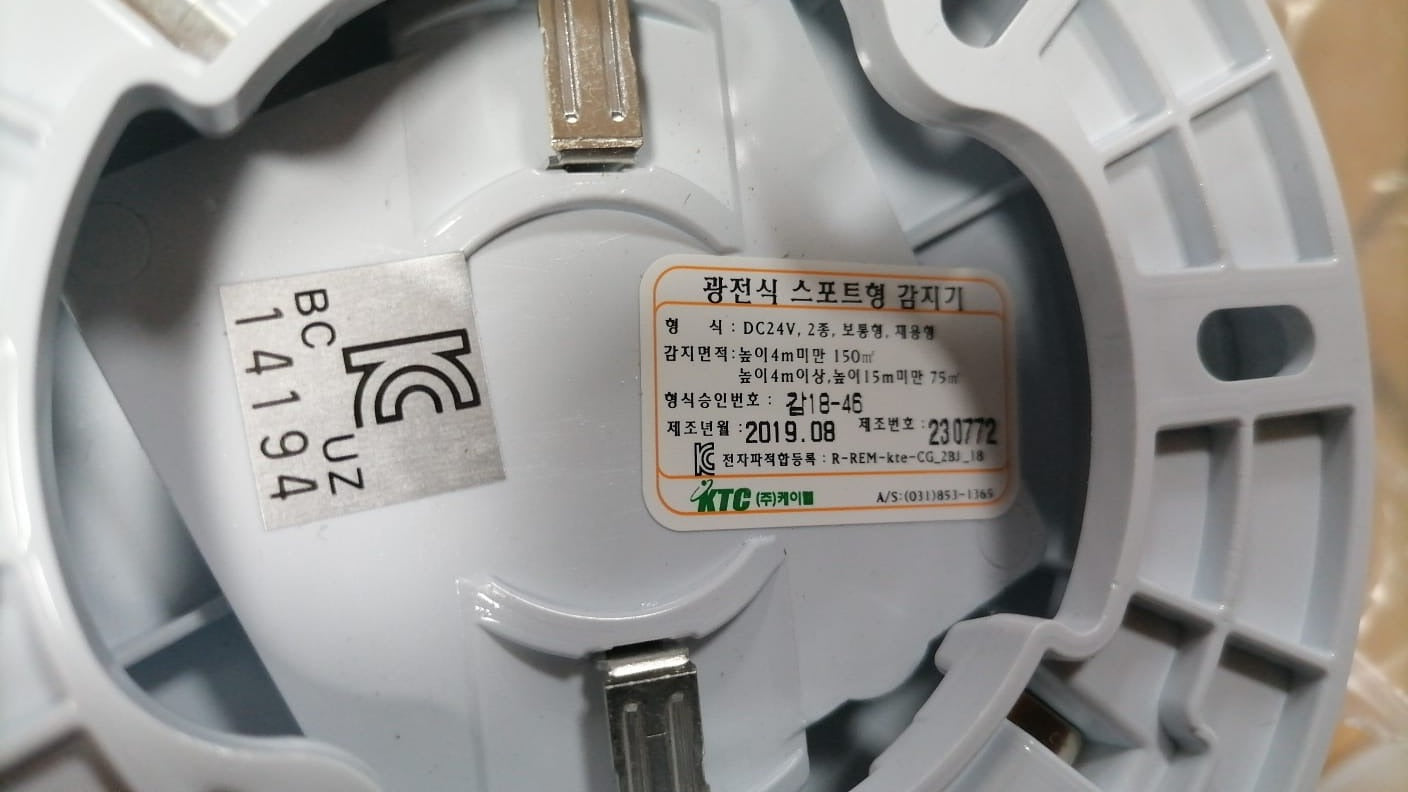 BC
UZ
14194
광전식 스포트형 감지기
형 식 : DC24V, 2종, 보통형, 재용형
감지면적:높이4m미만 150㎡
높이4m이상,높이15m미만 75㎡
형식승인번호 : 감18-46
제조년월 : 2019.08 제조번호 : 230772
전자파적합등록 : R-REM-kte-CG_2BJ_18
KTC (주)케이텔
A/S:(031)853-1365